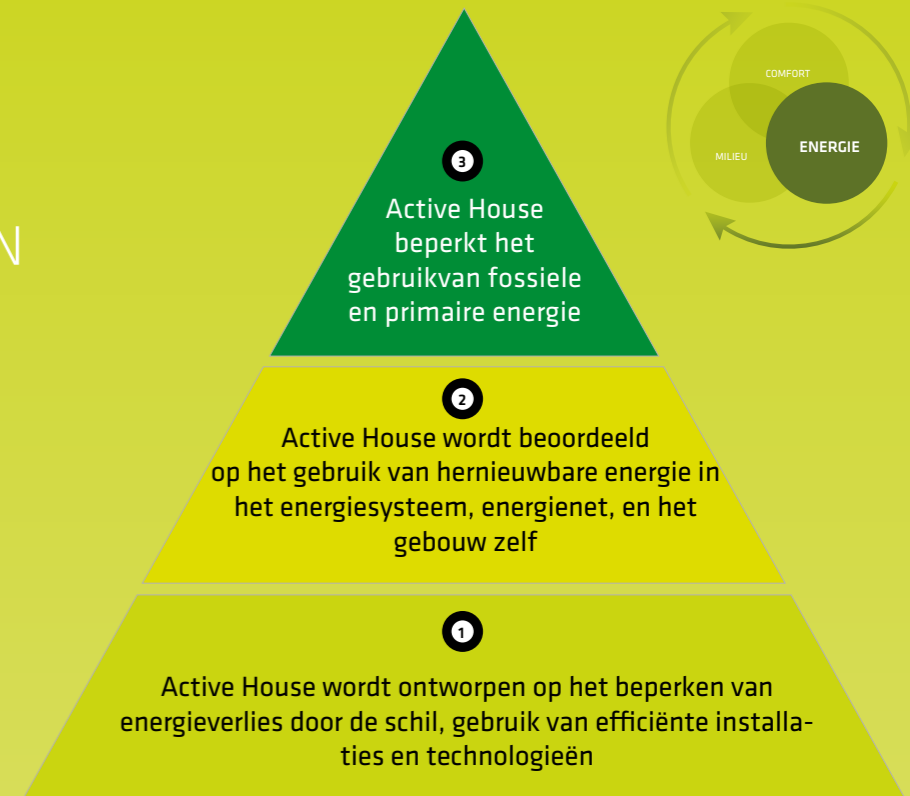 COMFORT
MILIEU
ENERGIE
N
3
Active House
beperkt het
gebruikvan fossiele
en primaire energie
2
Active House wordt beoordeeld
op het gebruik van hernieuwbare energie in
het energiesysteem, energienet, en het
gebouw zelf
1
Active House wordt ontworpen op het beperken van
energieverlies door de schil, gebruik van efficiënte installa-
ties en technologieën